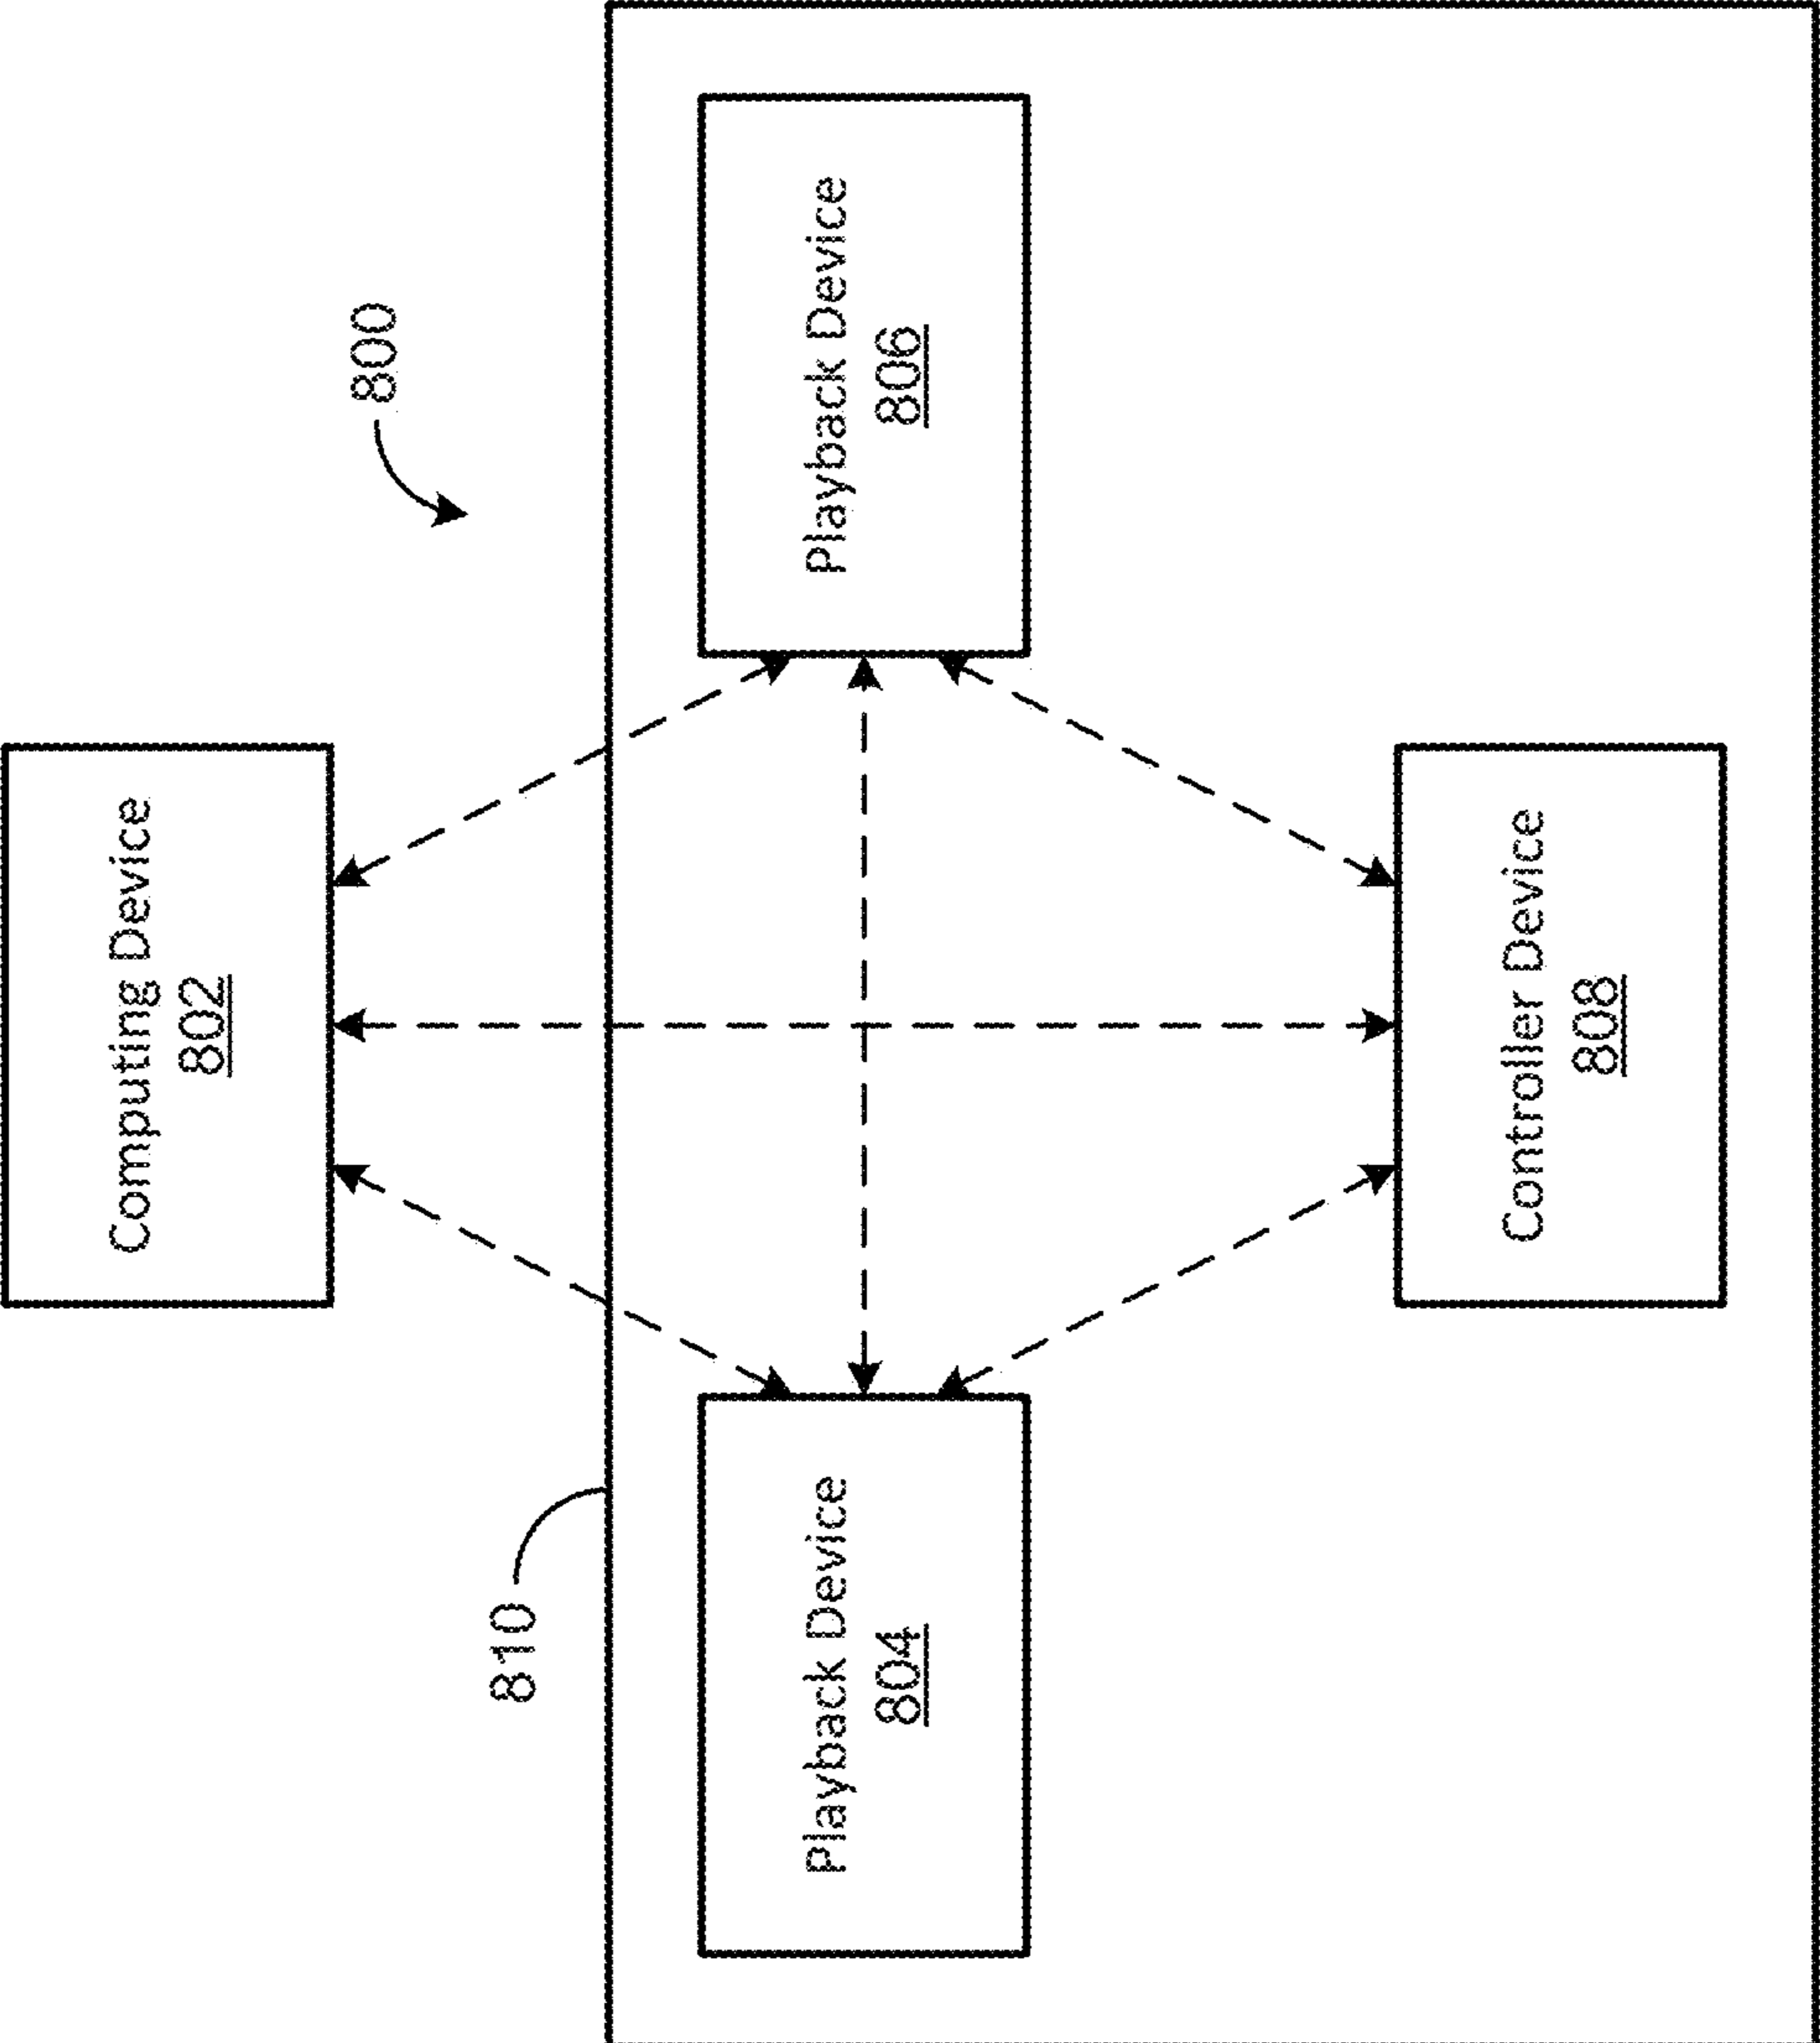 800
Computing Device
802
810
Playback Device
804
Playback Device
806
Controller Device
808